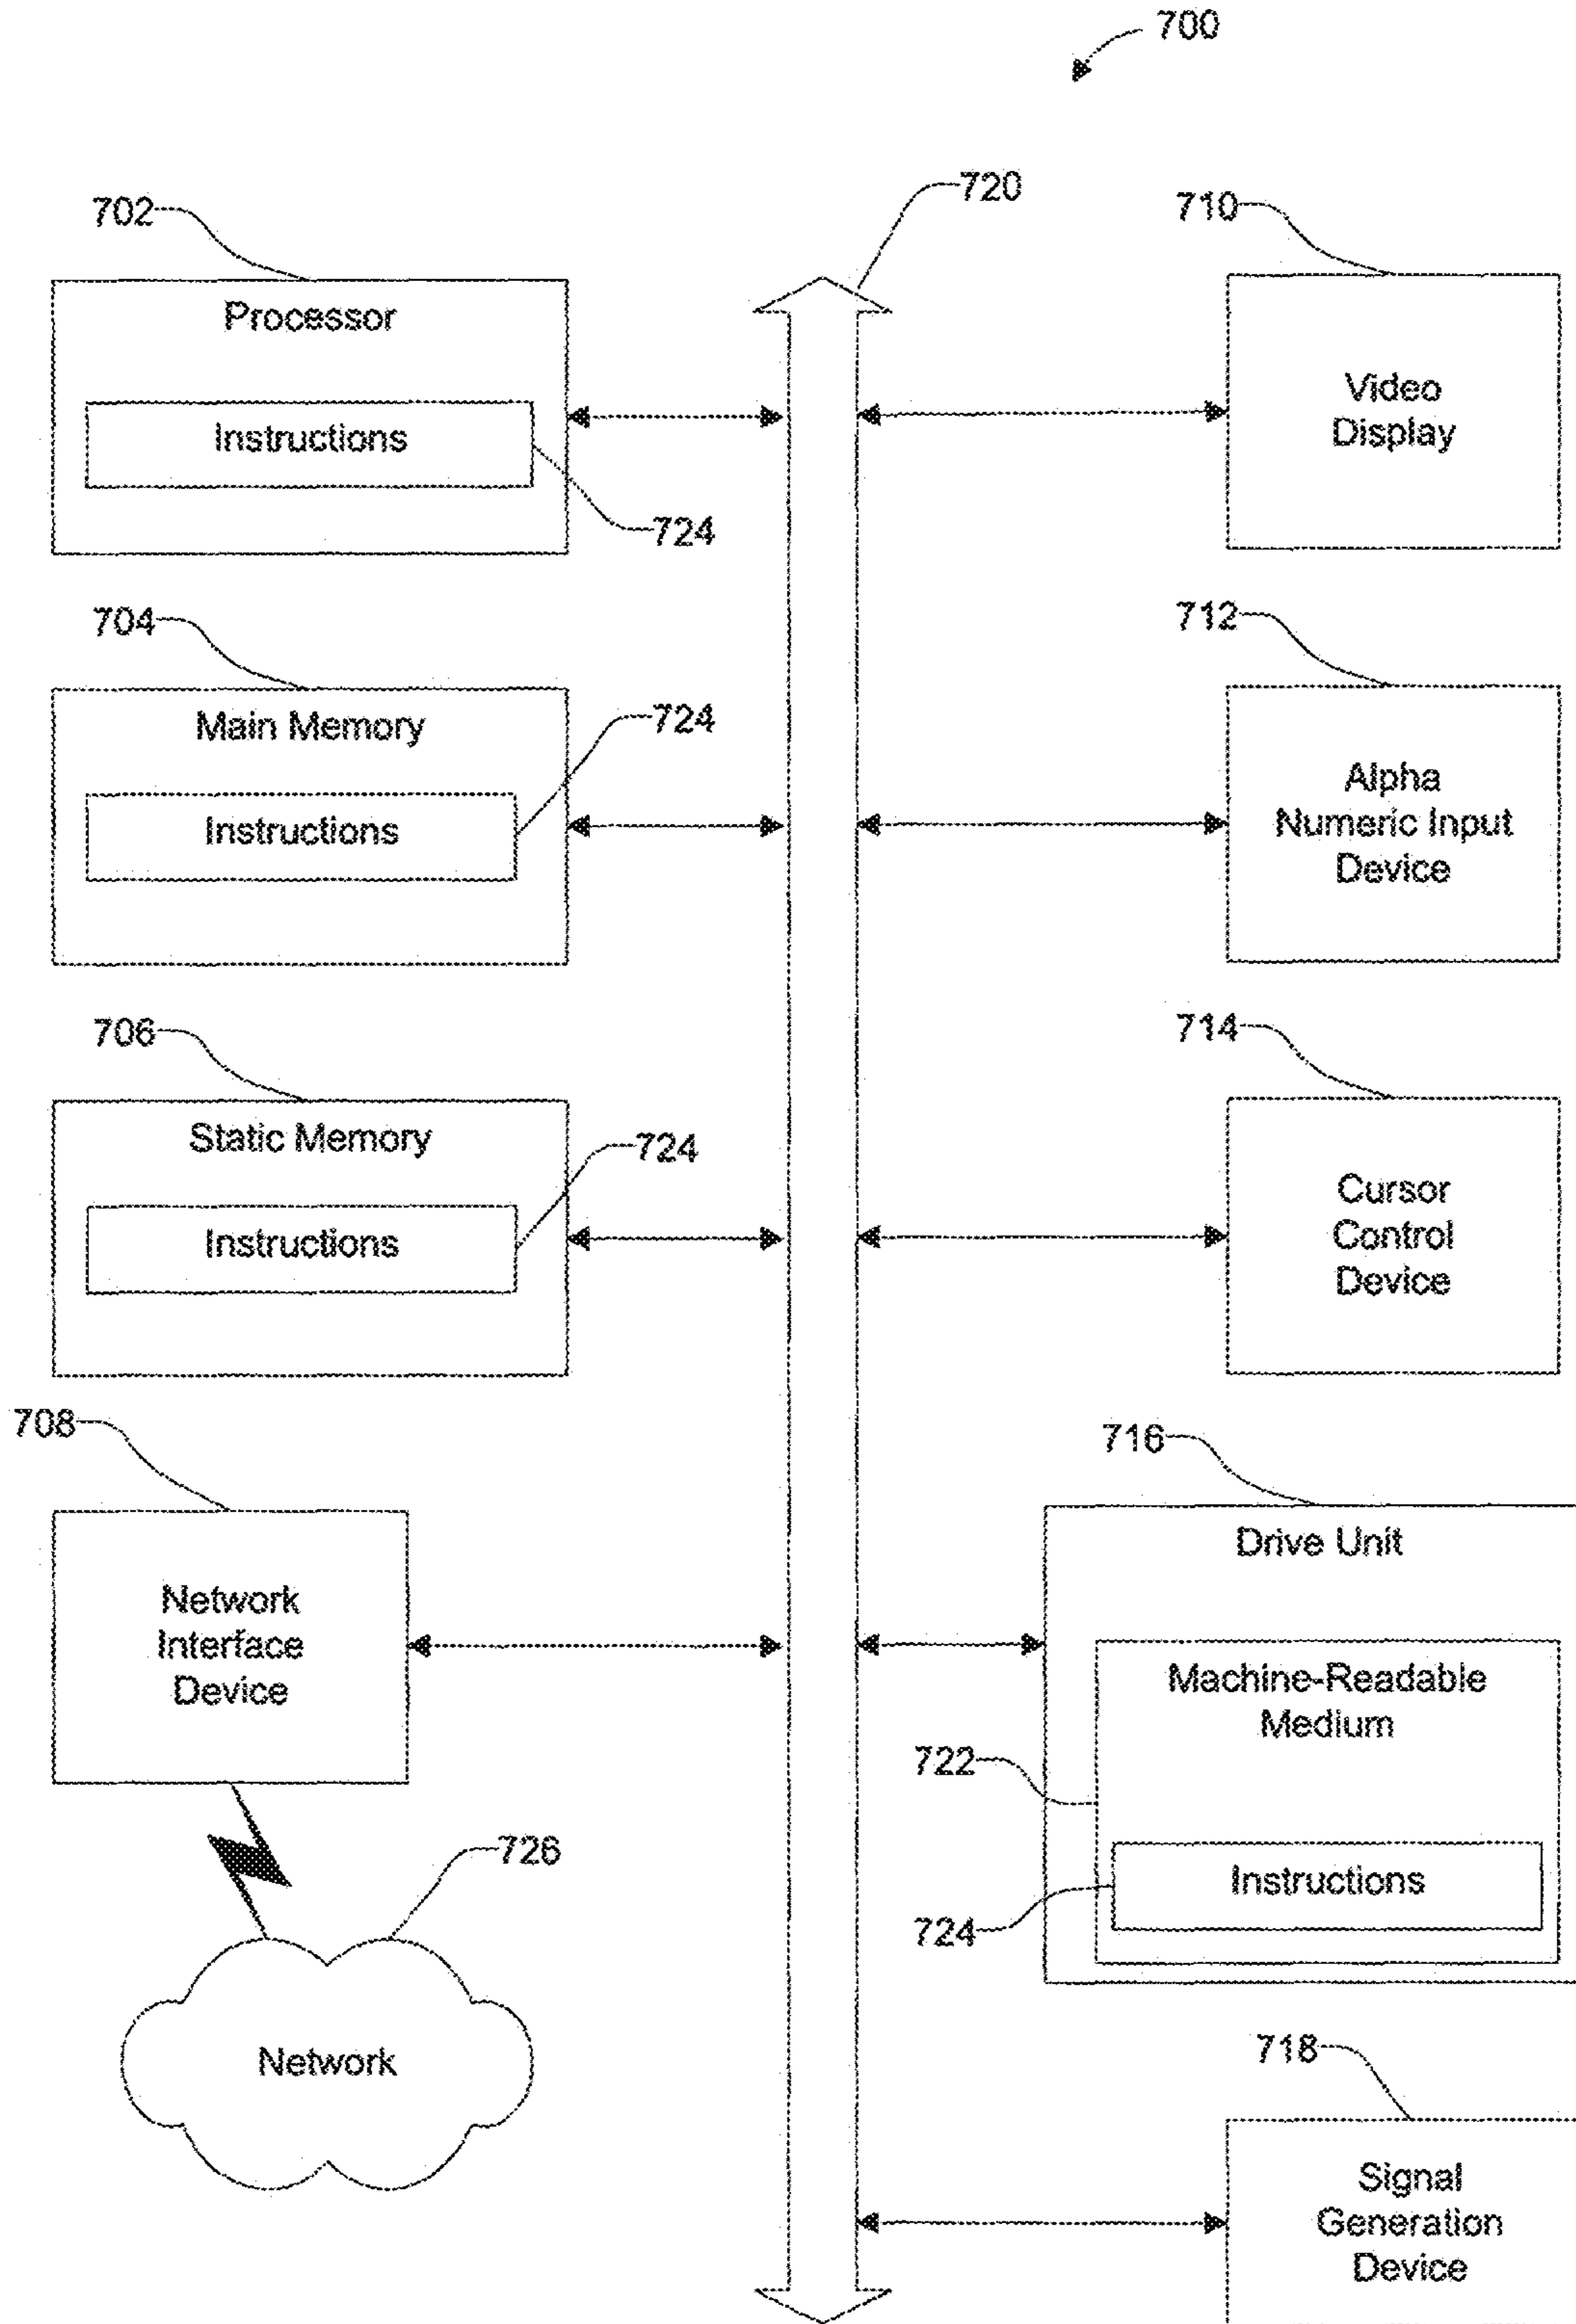 700
720
702
Processor
Instructions
724
704
Main Memory
724
Instructions
706
Static Memory
724
Instructions
708
Network
Interface
Device
726
Network
710
Video
Display
712
Alpha
Numeric Input
Device
714
Cursor
Control
Device
716
Drive Unit
Machine-Readable
Medium
722
Instructions
724
718
Signal
Generation
Device